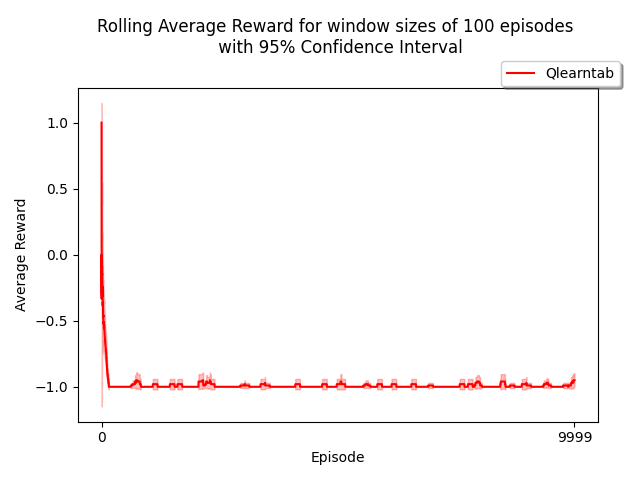 Rolling Average Reward for window sizes of 100 episodes
with 95% Confidence Interval
Qlearntab
Average Reward
1.0
0.5
0.0
−0.5
−1.0
0
9999
Episode